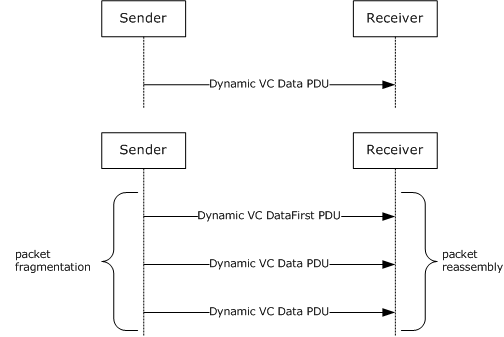 Sender
Receiver
Dynamic VC Data PDU
Sender
Receiver
Dynamic VC DataFirst PDU
packet
fragmentation
Dynamic VC Data PDU
packet
reassembly
Dynamic VC Data PDU